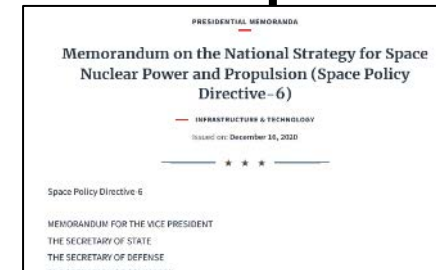 PRESIDENTIAL MEMORANDA
Memorandum on the National Strategy for Space
Nuclear Power and Propulsion (Space Policy
Directive-6)
INFRASTRUCTURE & TECHNOLOGY
Issued on: December 16, 2020
Space Policy Directive-6
MEMORANDUM FOR THE VICE PRESIDENT
THE SECRETARY OF STATE
THE SECRETARY OF DEFENSE